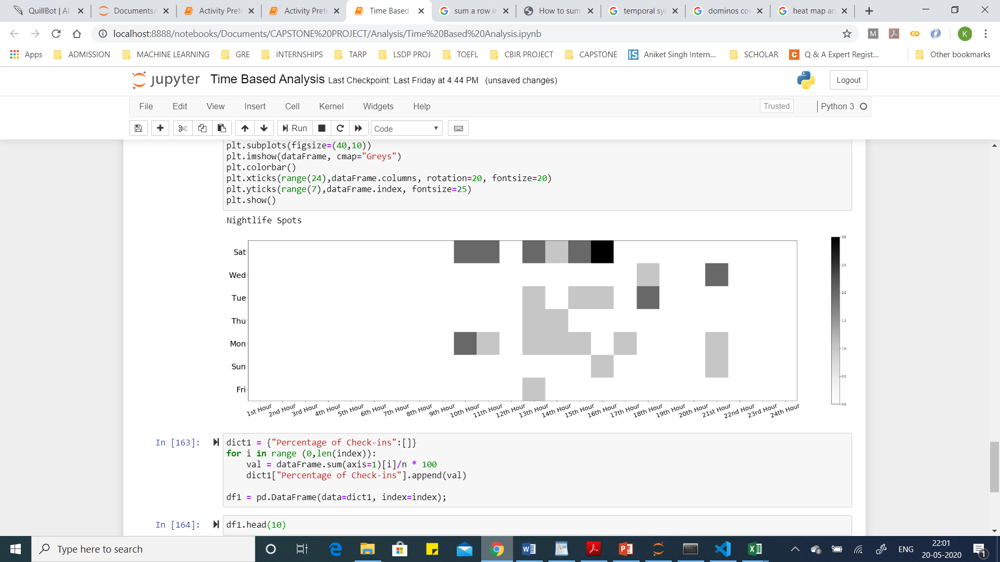 QuillBot | AI
Documents/
Activity Prefe
Activity Prefe
Time Based
sum a row in
How to sum
temporal syn
dominos cou
heat map an
localhost:8888/notebooks/Documents/CAPSTONE%20PROJECT/Analysis/Time%20Based%20Analysis.ipynb
M
K
Apps
ADMISSION
MACHINE LEARNING
GRE
INTERNSHIPS
TARP
LSDP PROJ
TOEFL
CBIR PROJECT
CAPSTONE
IS
Aniket Singh Intern...
SCHOLAR
C
Q & A Expert Regist...
Other bookmarks
jupyter
Time Based Analysis Last Checkpoint: Last Friday at 4:44 PM (unsaved changes)
Logout
File
Edit
View
Insert
Cell
Kernel
Widgets
Help
Trusted
Python 3
Run
Code
plt.subplots(figsize=(40,10))
plt.imshow(dataFrame, cmap="Greys")
plt.colorbar()
plt.xticks(range(24),dataFrame.columns, rotation=20, fontsize=20)
plt.yticks(range(7),dataFrame.index, fontsize=25)
plt.show()
Nightlife Spots
Sat
Wed
Tue
Thu
Mon
Sun
Fri
1st Hour
2nd Hour
3rd Hour
4th Hour
5th Hour
6th Hour
7th Hour
8th Hour
9th Hour
10th Hour
11th Hour
12th Hour
13th Hour
14th Hour
15th Hour
16th Hour
17th Hour
18th Hour
19th Hour
20th Hour
21st Hour
22nd Hour
23rd Hour
24th Hour
3.0
2.5
2.0
1.5
1.0
0.5
0.0
In [163]:
dict1 = {"Percentage of Check-ins":[]}
for i in range (0,len(index)):
    val = dataFrame.sum(axis=1)[i]/n * 100
    dict1["Percentage of Check-ins"].append(val)
df1 = pd.DataFrame(data=dict1, index=index);
In [164]:
df1.head(10)
Type here to search
ENG
22:01
20-05-2020
1